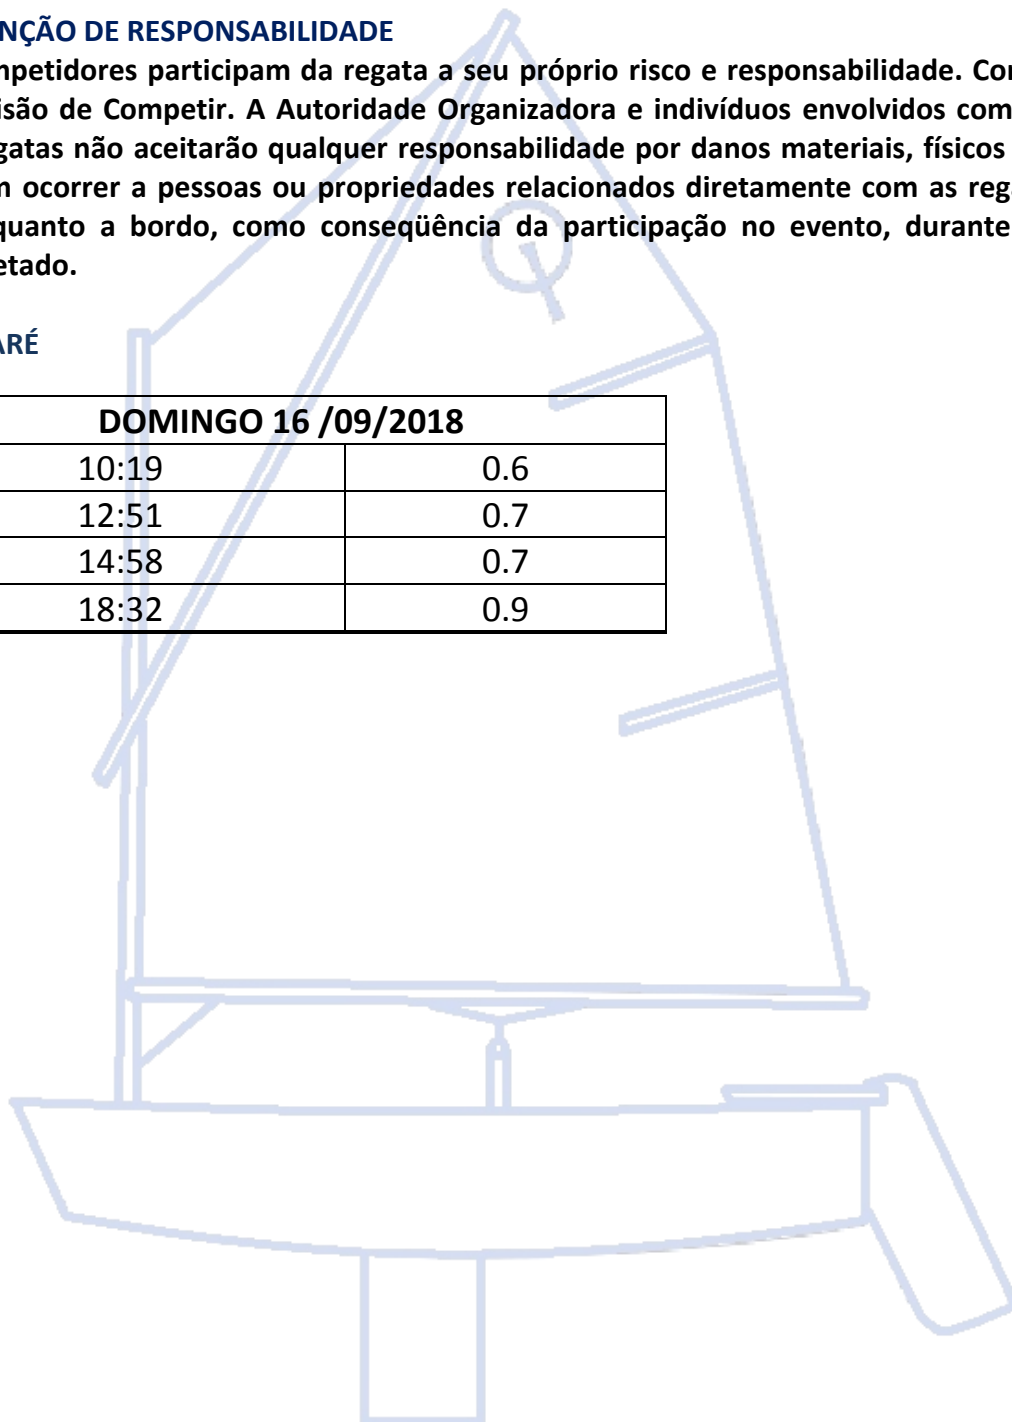 NÇÃO DE RESPONSABILIDADE
mpetidores participam da regata a seu próprio risco e responsabilidade. Con
isão de Competir. A Autoridade Organizadora e indivíduos envolvidos com
gatas não aceitarão qualquer responsabilidade por danos materiais, físicos
m ocorrer a pessoas ou propriedades relacionados diretamente com as rega
quanto a bordo, como conseqüência da participação no evento, durante
etado.
ARÉ
DOMINGO 16 /09/2018
10:19 0.6
12:51 0.7
14:58 0.7
18:32 0.9